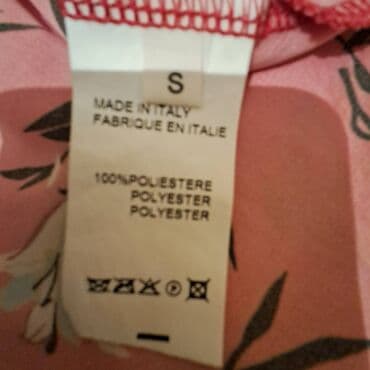 S
MADE IN ITALY
FABRIQUE EN ITALIE
100%POLIESTERE
POLYESTER
POLYESTER